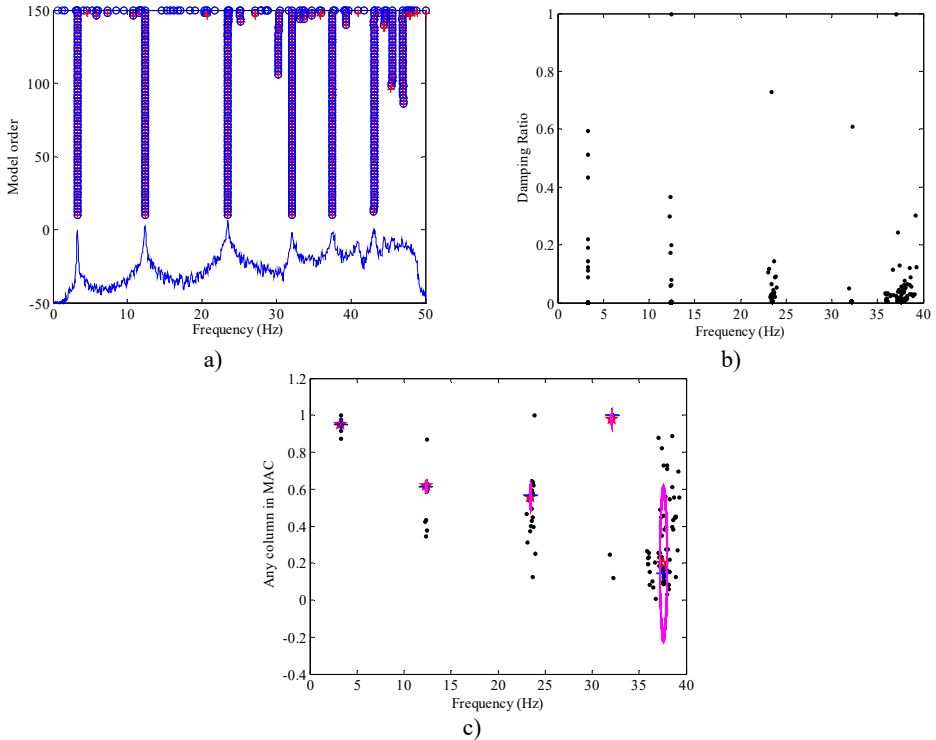 150
100
50
0
-50
Model order
0 10 20 30 40 50
Frequency (Hz)
a)
1
0.8
0.6
0.4
0.2
0
Damping Ratio
0 5 10 15 20 25 30 35 40
Frequency (Hz)
b)
1.2
1
0.8
0.6
0.4
0.2
0
-0.2
-0.4
Any column in MAC
0 5 10 15 20 25 30 35 40
Frequency (Hz)
c)